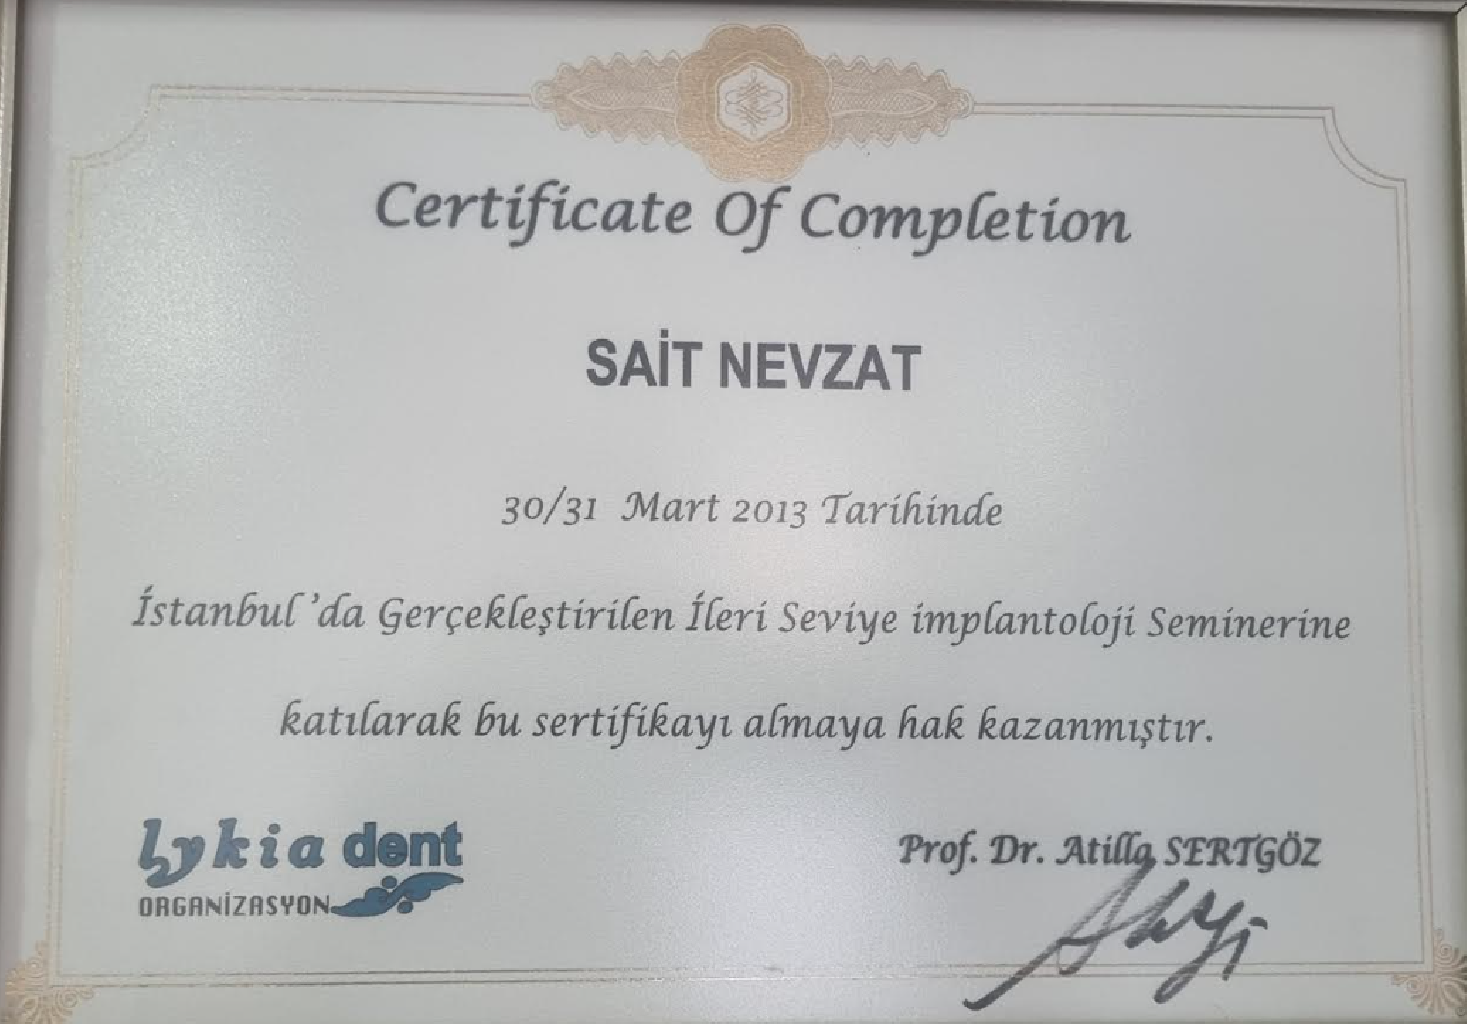 Certificate Of Completion
SAİT NEVZAT
30/31 Mart 2013 Tarihinde
İstanbul'da Gerçekleştirilen İleri Seviye implantoloji Seminerine
katılarak bu sertifikayı almaya hak kazanmıştır.
lykia dent
ORGANİZASYON
Prof. Dr. Atilla SERTGÖZ